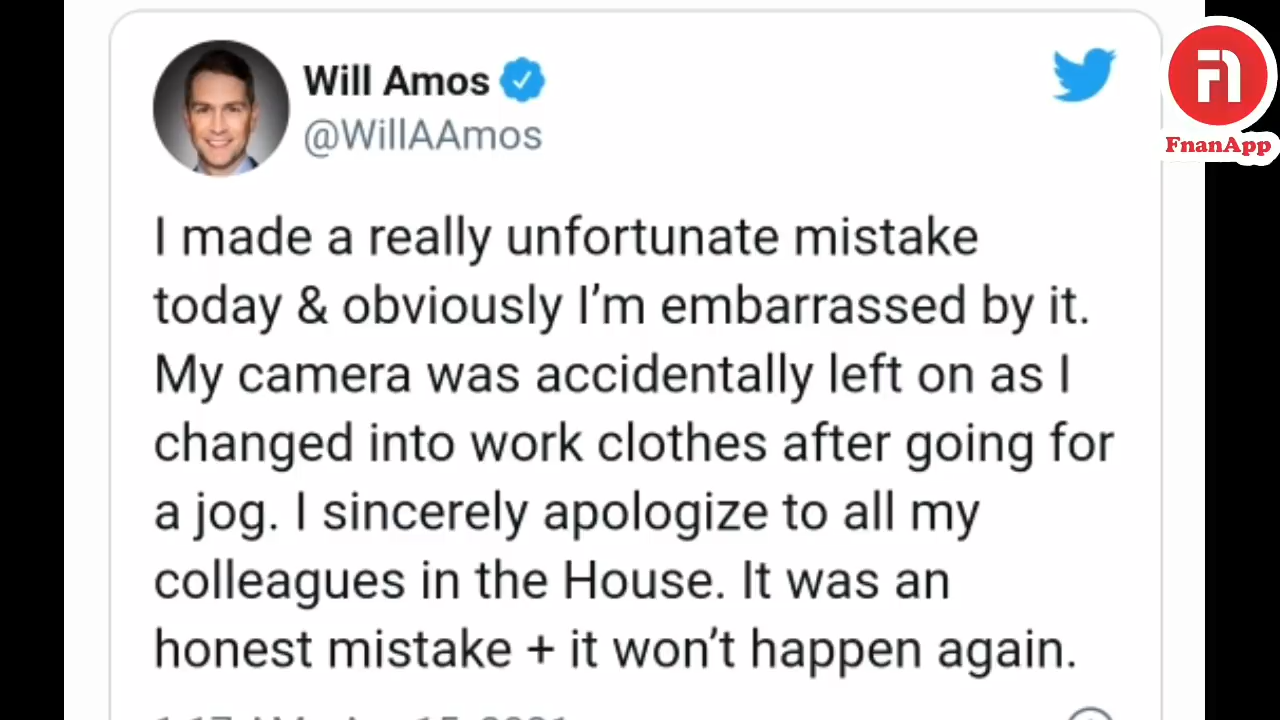 Will Amos
@WillAAmos
FnanApp
I made a really unfortunate mistake
today & obviously I’m embarrassed by it.
My camera was accidentally left on as I
changed into work clothes after going for
a jog. I sincerely apologize to all my
colleagues in the House. It was an
honest mistake + it won’t happen again.